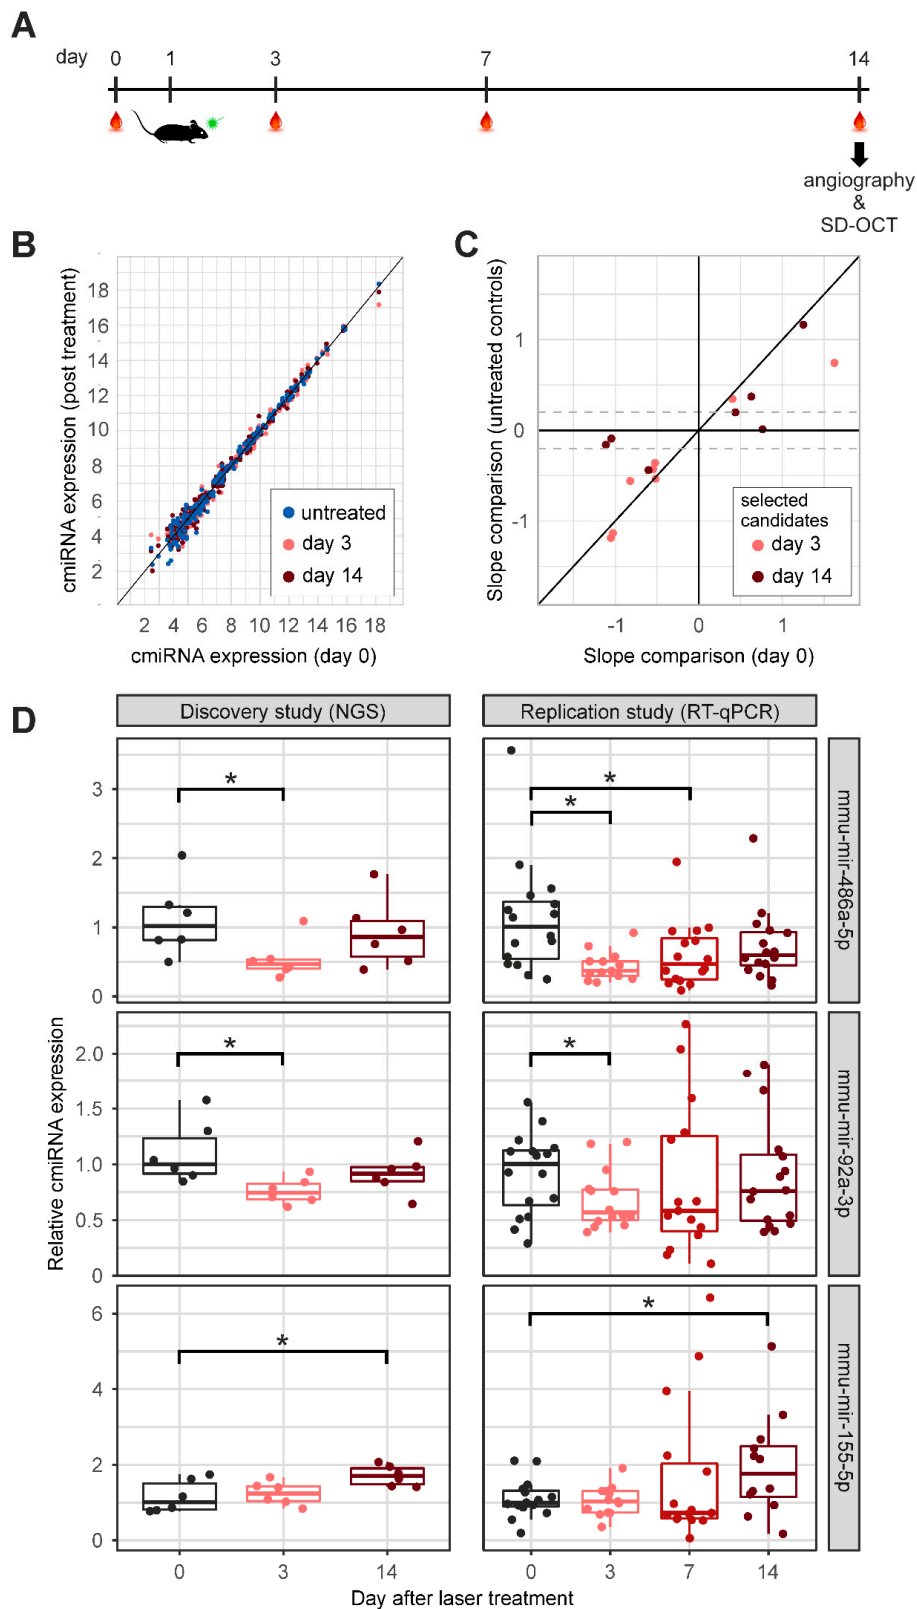 A
day 0 1 3 7 14
angiography
&
SD-OCT
B
cmiRNA expression (post treatment)
18
16
14
12
10
8
6
4
2
untreated
day 3
day 14
2 4 6 8 10 12 14 16 18
cmiRNA expression (day 0)
C
Slope comparison (untreated controls)
1
0
-1
selected
candidates
day 3
day 14
-1 0 1
Slope comparison (day 0)
D
Discovery study (NGS)
Replication study (RT-qPCR)
Relative cmiRNA expression
3
2
1
0
*
*
*
mmu-mir-486a-5p
2.0
1.5
1.0
0.5
0
*
*
mmu-mir-92a-3p
6
4
2
0
*
*
mmu-mir-155-5p
0 3 14
0 3 7 14
Day after laser treatment